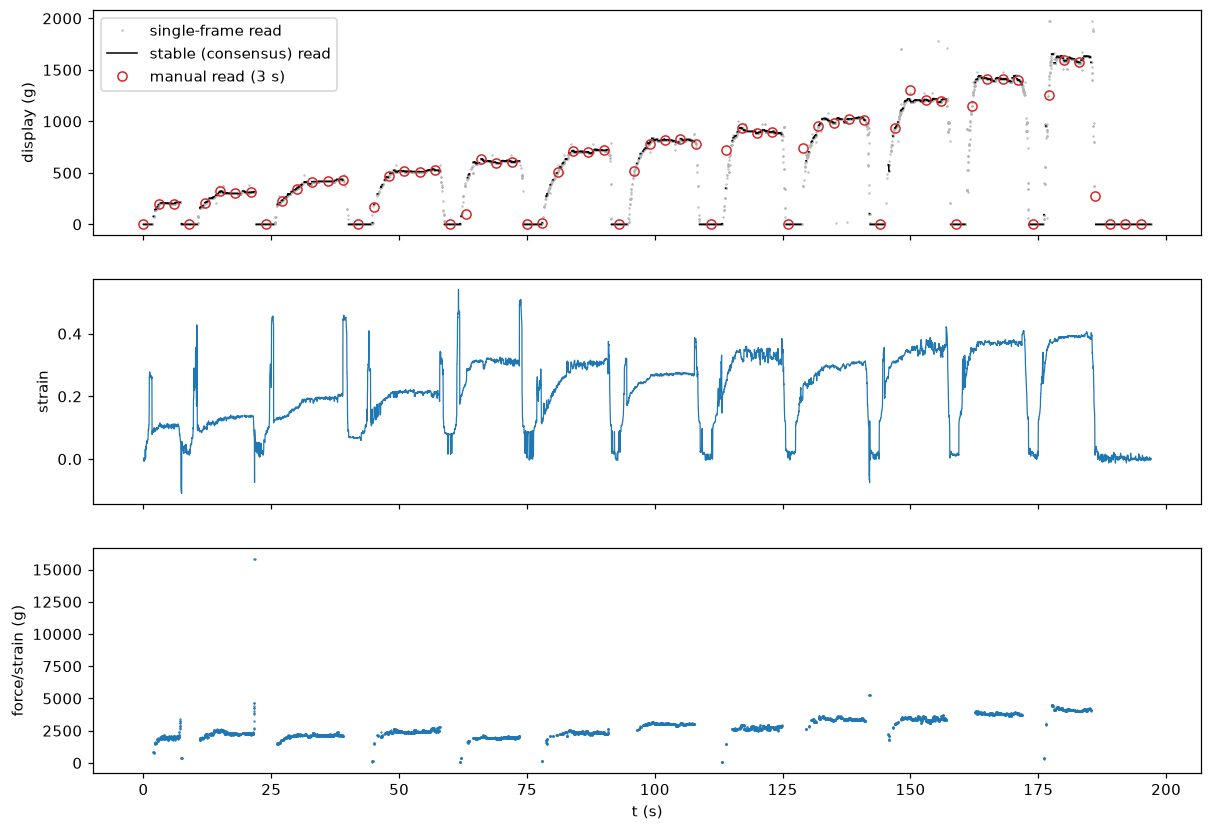 2000
1500
1000
500
0
display (g)
single-frame read
stable (consensus) read
manual read (3 s)
0.4
0.2
0.0
strain
15000
12500
10000
7500
5000
2500
0
force/strain (g)
0 25 50 75 100 125 150 175 200
t (s)